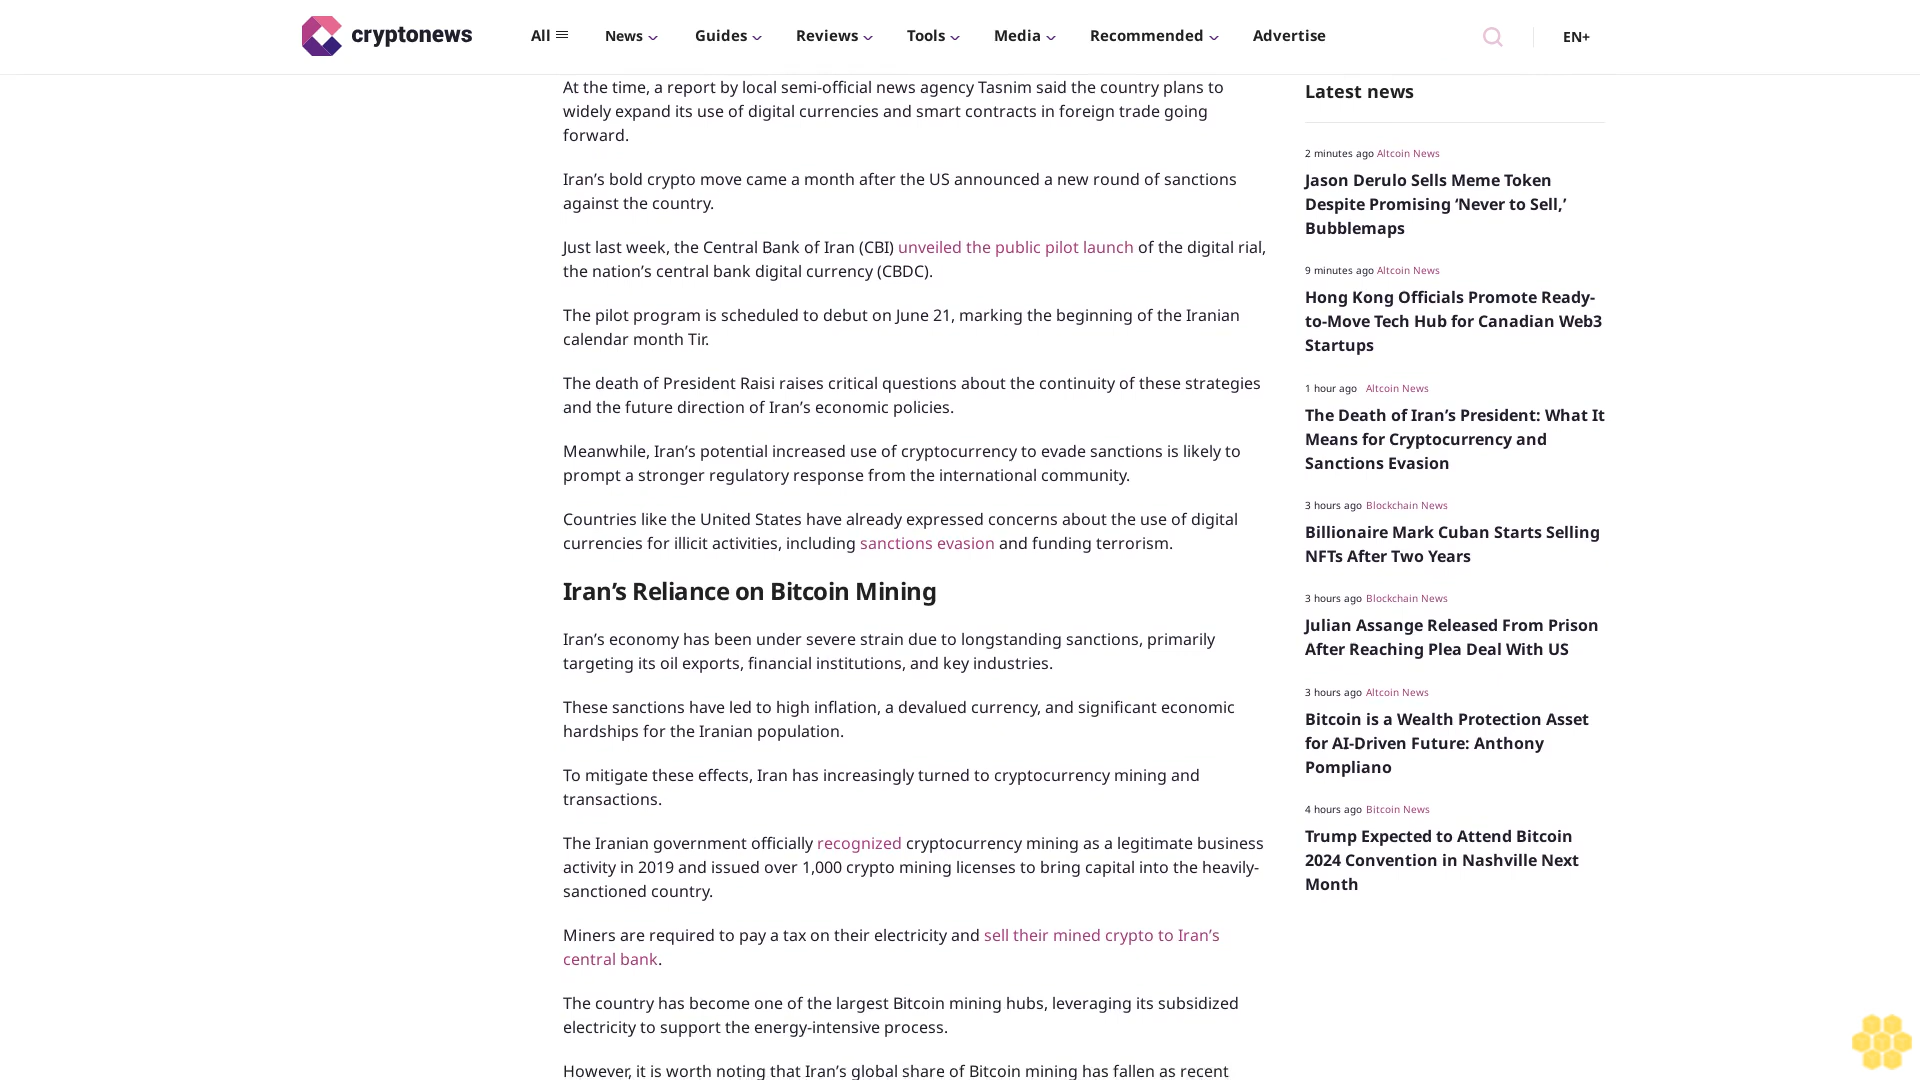 cryptonews
All
News
Guides
Reviews
Tools
Media
Recommended
Advertise
EN+
At the time, a report by local semi-official news agency Tasnim said the country plans to
widely expand its use of digital currencies and smart contracts in foreign trade going
forward.
Iran’s bold crypto move came a month after the US announced a new round of sanctions
against the country.
Just last week, the Central Bank of Iran (CBI) unveiled the public pilot launch of the digital rial,
the nation’s central bank digital currency (CBDC).
The pilot program is scheduled to debut on June 21, marking the beginning of the Iranian
calendar month Tir.
The death of President Raisi raises critical questions about the continuity of these strategies
and the future direction of Iran’s economic policies.
Meanwhile, Iran’s potential increased use of cryptocurrency to evade sanctions is likely to
prompt a stronger regulatory response from the international community.
Countries like the United States have already expressed concerns about the use of digital
currencies for illicit activities, including sanctions evasion and funding terrorism.
Iran’s Reliance on Bitcoin Mining
Iran’s economy has been under severe strain due to longstanding sanctions, primarily
targeting its oil exports, financial institutions, and key industries.
These sanctions have led to high inflation, a devalued currency, and significant economic
hardships for the Iranian population.
To mitigate these effects, Iran has increasingly turned to cryptocurrency mining and
transactions.
The Iranian government officially recognized cryptocurrency mining as a legitimate business
activity in 2019 and issued over 1,000 crypto mining licenses to bring capital into the heavily-
sanctioned country.
Miners are required to pay a tax on their electricity and sell their mined crypto to Iran’s
central bank.
The country has become one of the largest Bitcoin mining hubs, leveraging its subsidized
electricity to support the energy-intensive process.
However, it is worth noting that Iran’s global share of Bitcoin mining has fallen as recent
Latest news
2 minutes ago Altcoin News
Jason Derulo Sells Meme Token
Despite Promising ‘Never to Sell,’
Bubblemaps
9 minutes ago Altcoin News
Hong Kong Officials Promote Ready-
to-Move Tech Hub for Canadian Web3
Startups
1 hour ago Altcoin News
The Death of Iran’s President: What It
Means for Cryptocurrency and
Sanctions Evasion
3 hours ago Blockchain News
Billionaire Mark Cuban Starts Selling
NFTs After Two Years
3 hours ago Blockchain News
Julian Assange Released From Prison
After Reaching Plea Deal With US
3 hours ago Altcoin News
Bitcoin is a Wealth Protection Asset
for AI-Driven Future: Anthony
Pompliano
4 hours ago Bitcoin News
Trump Expected to Attend Bitcoin
2024 Convention in Nashville Next
Month